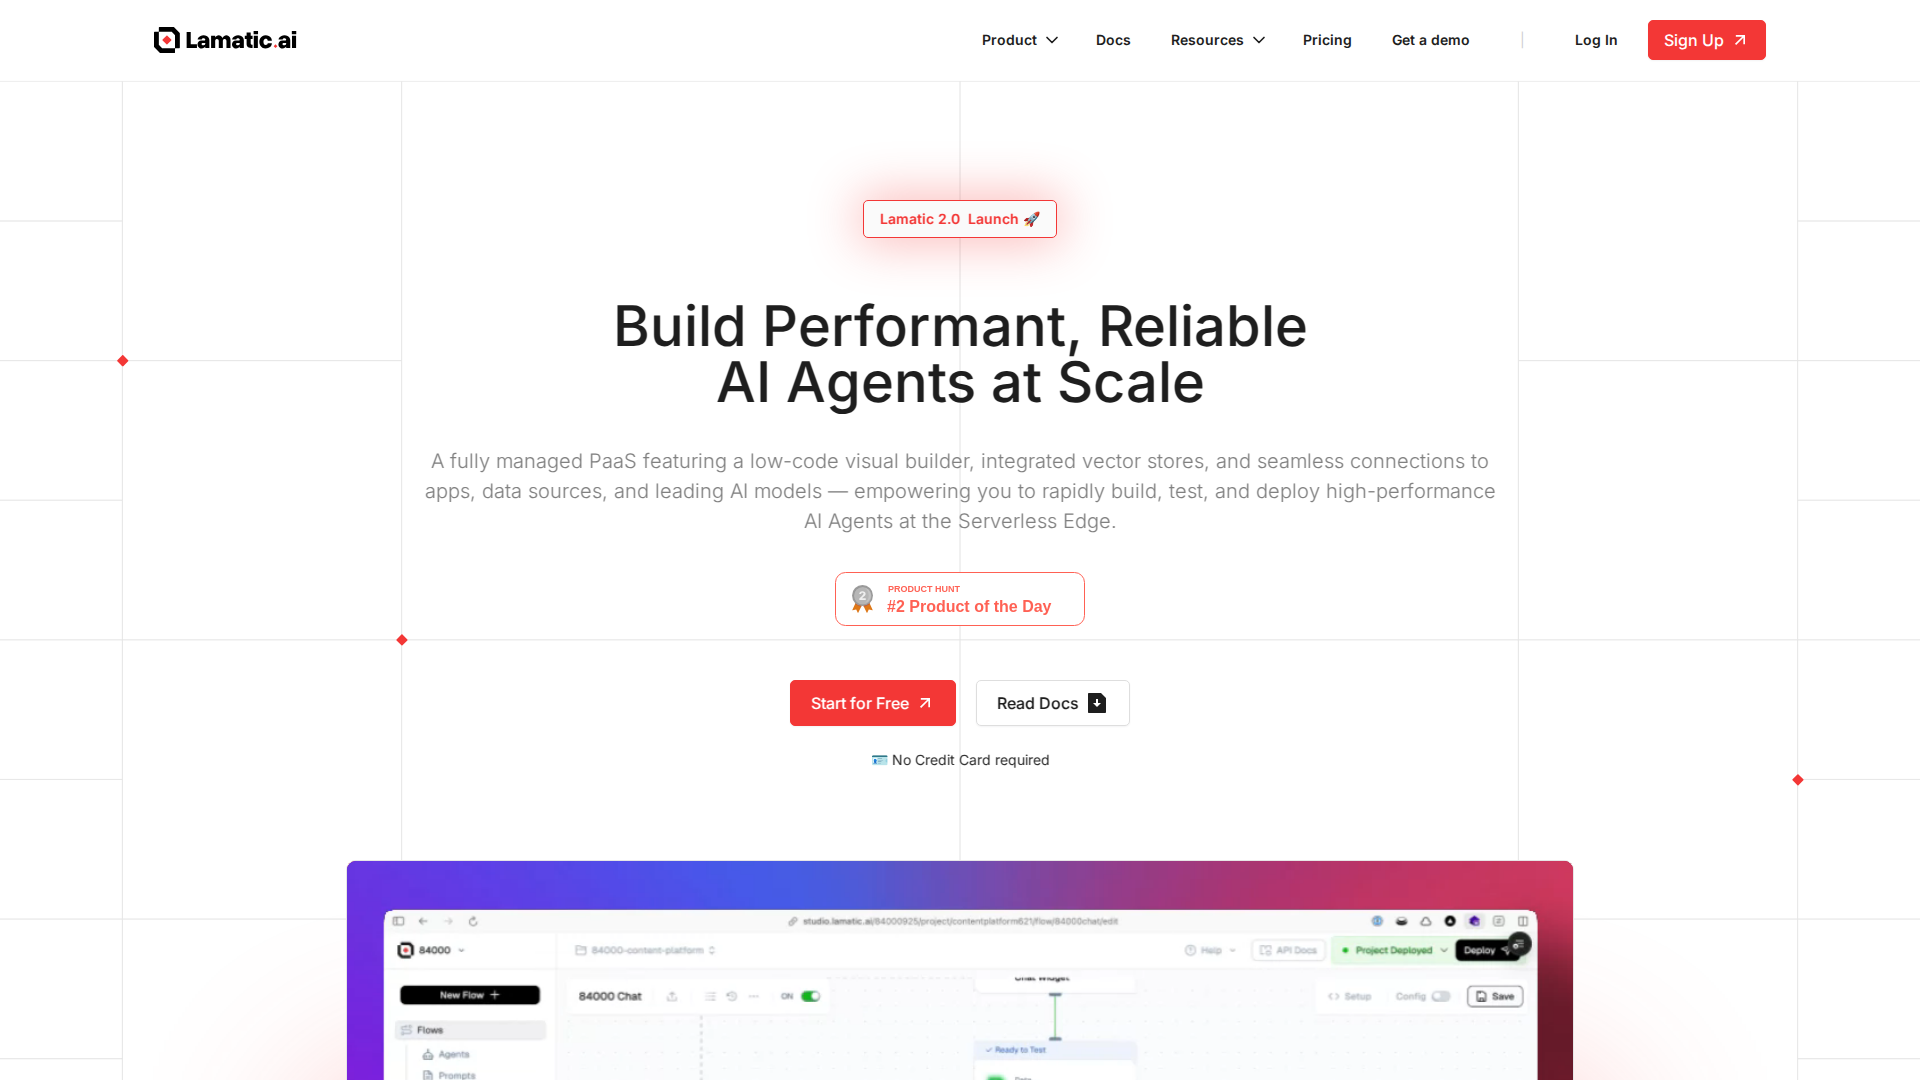 Lamatic.ai
Product
Docs
Resources
Pricing
Get a demo
Log In
Sign Up
Lamatic 2.0 Launch 🚀
Build Performant, Reliable
AI Agents at Scale
A fully managed PaaS featuring a low-code visual builder, integrated vector stores, and seamless connections to
apps, data sources, and leading AI models — empowering you to rapidly build, test, and deploy high-performance
AI Agents at the Serverless Edge.
2
PRODUCT HUNT
#2 Product of the Day
Start for Free
Read Docs
🪪 No Credit Card required
studio.lamatic.ai/84000925/project/contentplatform621/flow/84000chat/edit
84000
84000-content-platform
Help
API Docs
Project Deployed
Deploy
New Flow +
84000 Chat
ON
Setup
Config
Save
Chat Widget
Flows
Ready to Test
Agents
Prompts